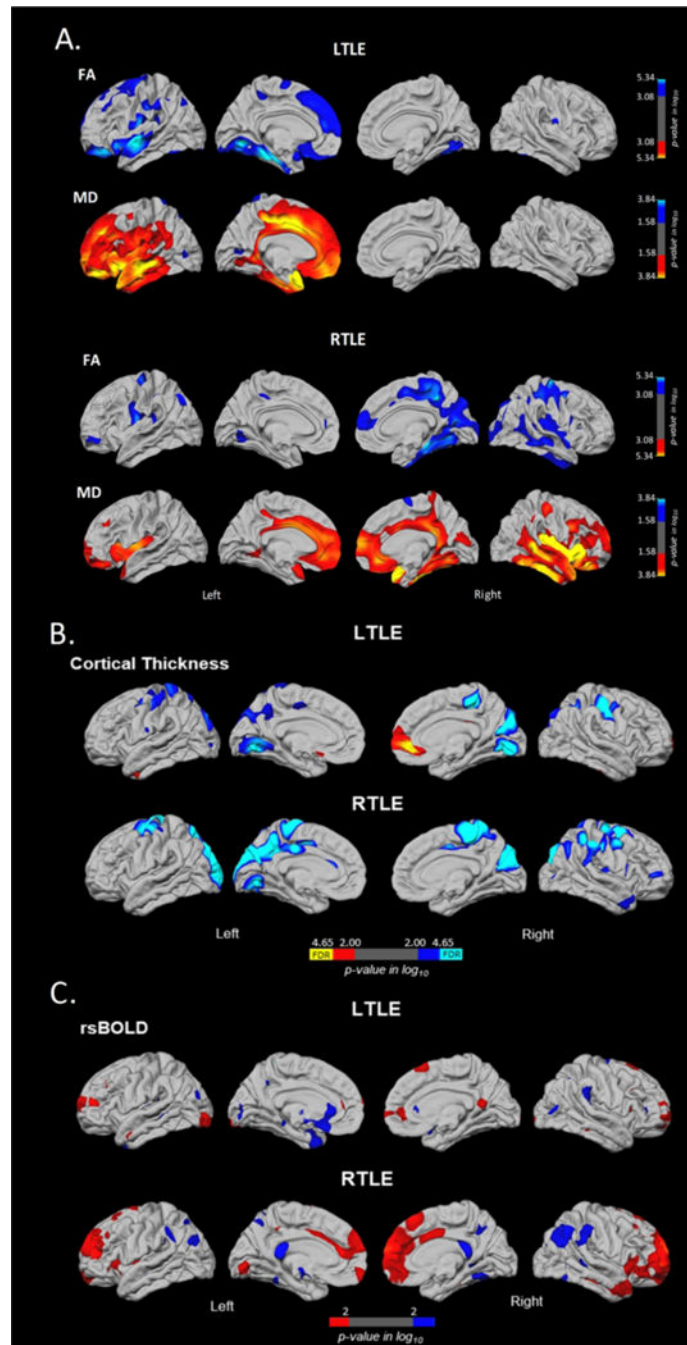 A.
LTLE
FA
5.34
3.08
3.08
5.34
p-value in log10
MD
3.84
1.58
1.58
3.84
p-value in log10
RTLE
FA
5.34
3.08
3.08
5.34
p-value in log10
MD
3.84
1.58
1.58
3.84
p-value in log10
Left Right
B.
LTLE
Cortical Thickness
RTLE
Left Right
4.65 2.00 2.00 4.65
FDR FDR
p-value in log10
C.
LTLE
rsBOLD
RTLE
Left Right
2 2
p-value in log10